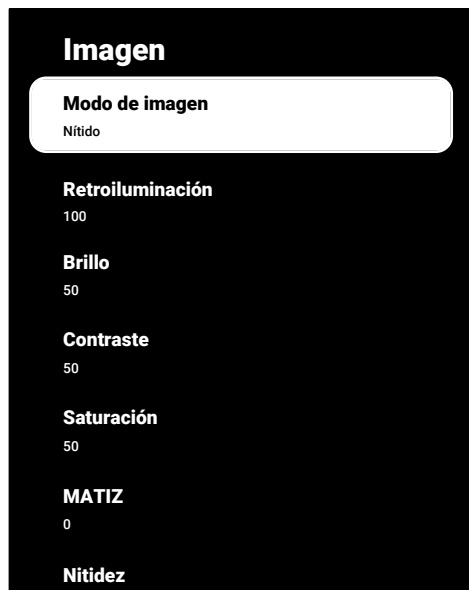 Imagen
Modo de imagen
Nítido
Retroiluminación
100
Brillo
50
Contraste
50
Saturación
50
MATIZ
0
Nitidez